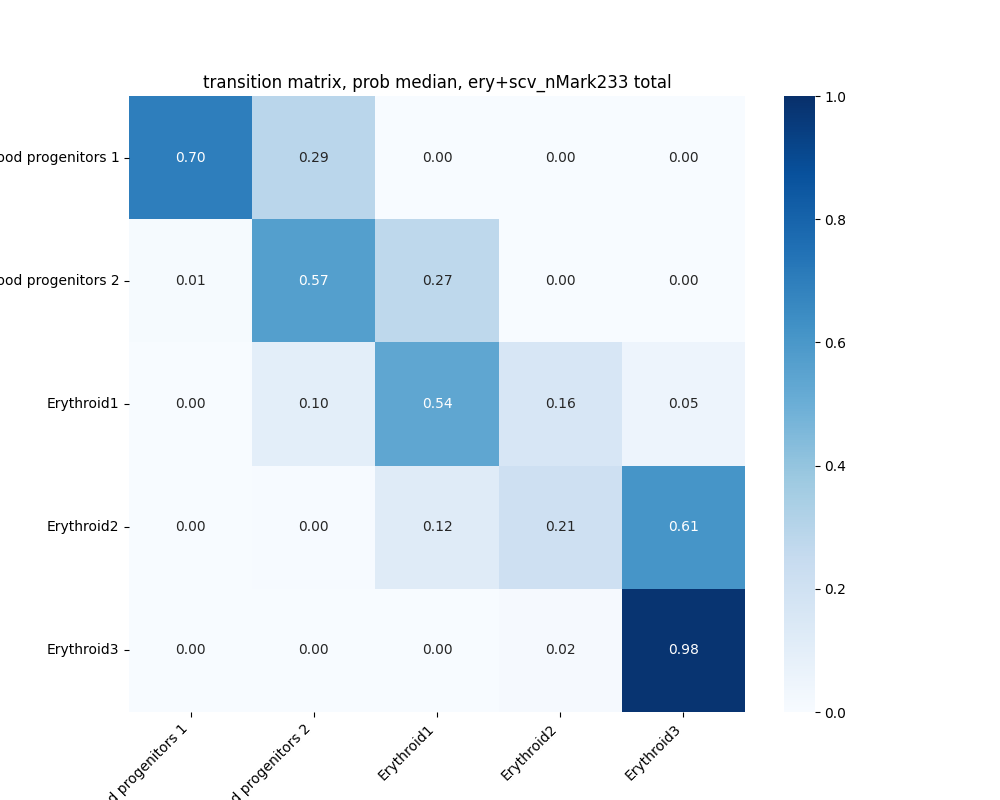 transition matrix, prob median, ery+scv_nMark233 total
ood progenitors 1
0.70 0.29 0.00 0.00 0.00
ood progenitors 2
0.01 0.57 0.27 0.00 0.00
Erythroid1
0.00 0.10 0.54 0.16 0.05
Erythroid2
0.00 0.00 0.12 0.21 0.61
Erythroid3
0.00 0.00 0.00 0.02 0.98
d progenitors 1
d progenitors 2
Erythroid1
Erythroid2
Erythroid3
1.0
0.8
0.6
0.4
0.2
0.0